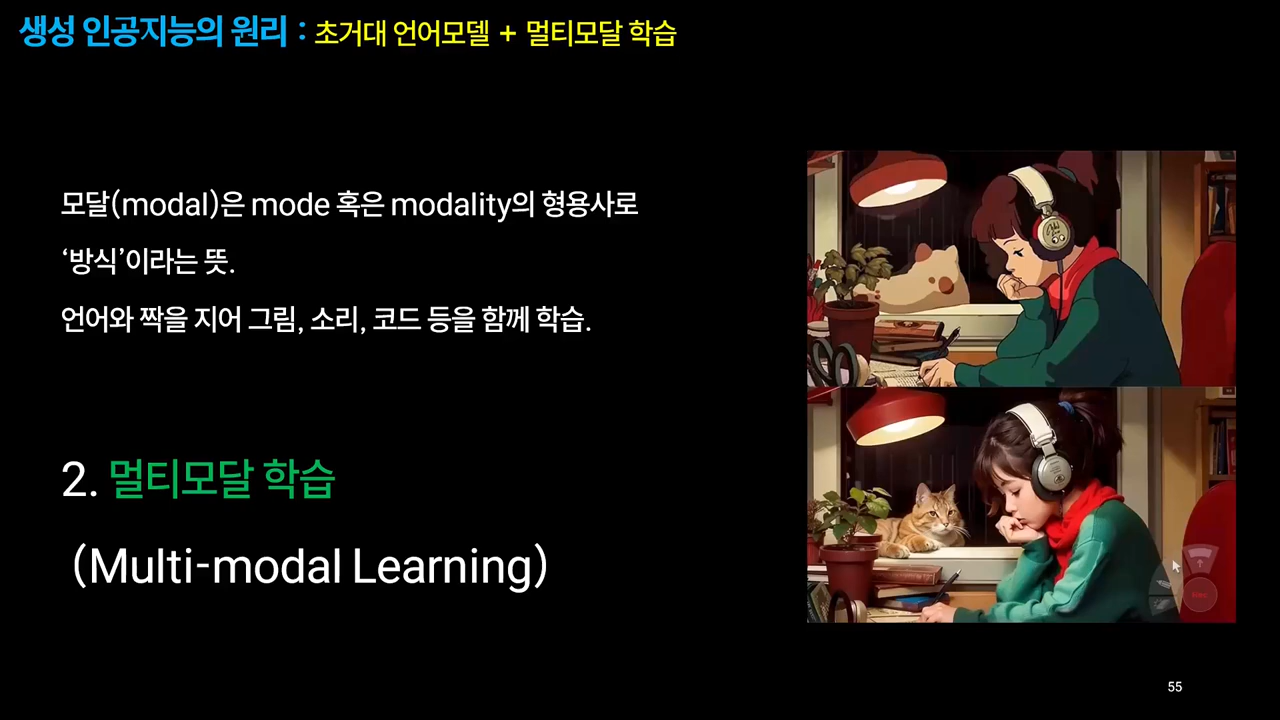 생성 인공지능의 원리 : 초거대 언어모델 + 멀티모달 학습
모달(modal)은 mode 혹은 modality의 형용사로
‘방식’이라는 뜻.
언어와 짝을 지어 그림, 소리, 코드 등을 함께 학습.
2. 멀티모달 학습
(Multi-modal Learning)
55